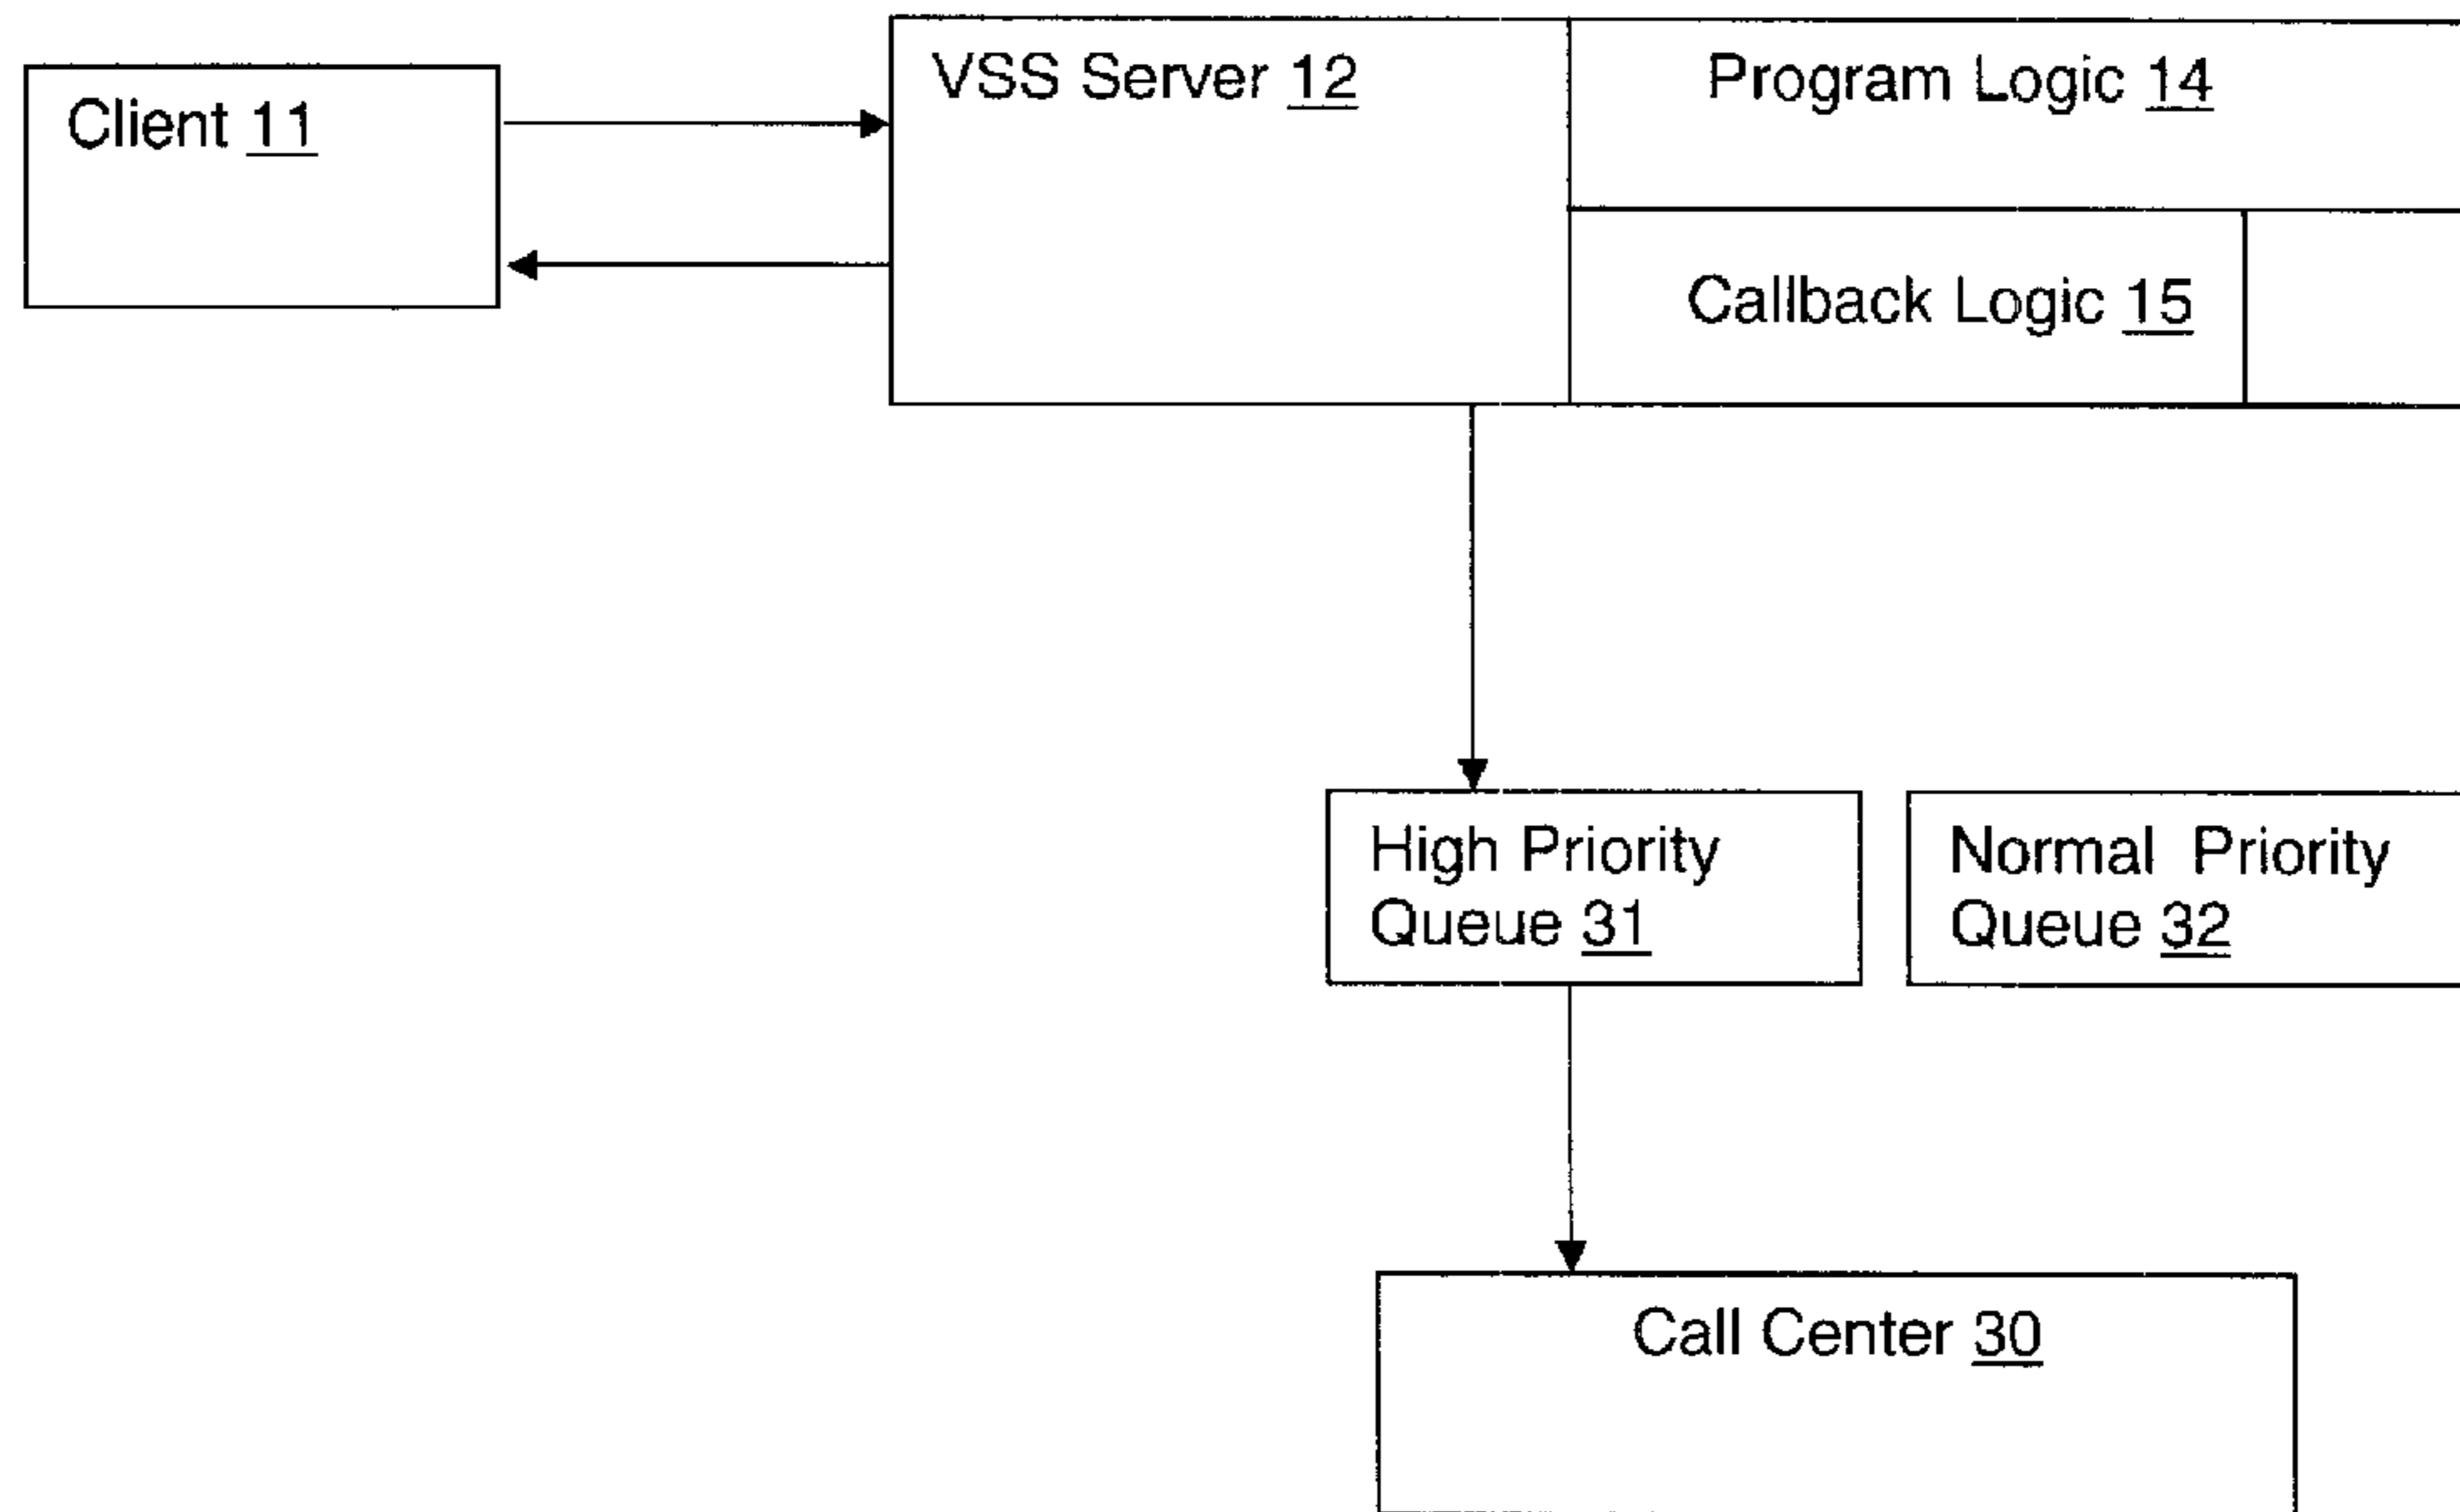 Client 11
VSS Server 12
Program Logic 14
Callback Logic 15
High Priority
Queue 31
Normal Priority
Queue 32
Call Center 30